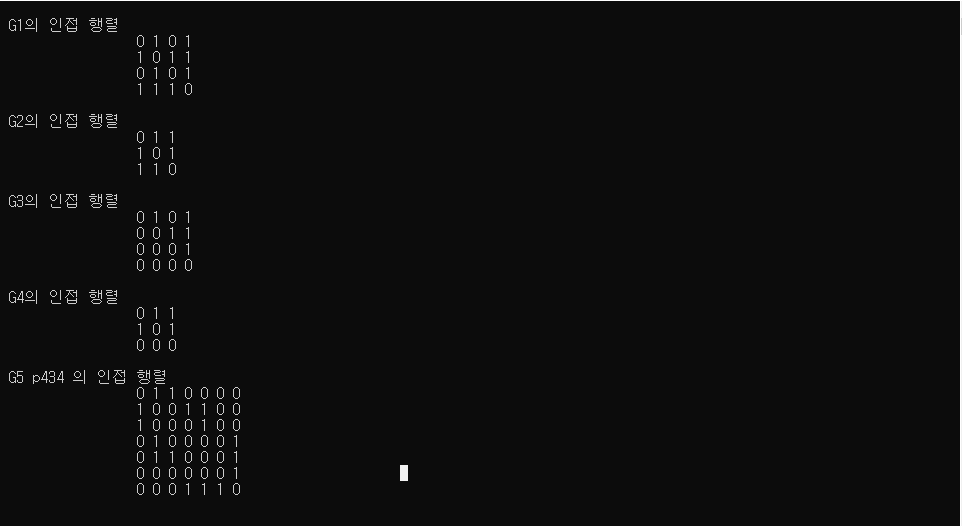 G1의 인접 행렬
0 1 0 1
1 0 1 1
0 1 0 1
1 1 1 0
G2의 인접 행렬
0 1 1
1 0 1
1 1 0
G3의 인접 행렬
0 1 0 1
0 0 1 1
0 0 0 1
0 0 0 0
G4의 인접 행렬
0 1 1
1 0 1
0 0 0
G5 p434 의 인접 행렬
0 1 1 0 0 0 0
1 0 0 1 1 0 0
1 0 0 0 1 0 0
0 1 0 0 0 0 1
0 1 1 0 0 0 1
0 0 0 0 0 0 1
0 0 0 1 1 1 0